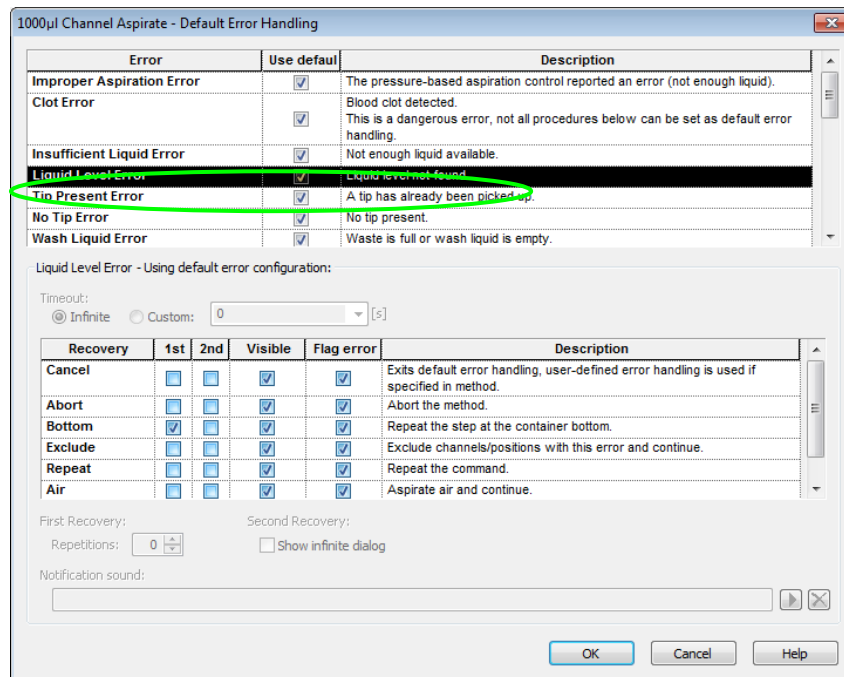 1000µl Channel Aspirate - Default Error Handling
Error Use defaul Description
Improper Aspiration Error The pressure-based aspiration control reported an error (not enough liquid).
Clot Error Blood clot detected.
This is a dangerous error, not all procedures below can be set as default error
handling.
Insufficient Liquid Error Not enough liquid available.
Liquid Level Error Liquid level not found.
Tip Present Error A tip has already been picked up.
No Tip Error No tip present.
Wash Liquid Error Waste is full or wash liquid is empty.
Liquid Level Error - Using default error configuration:
Timeout:
Infinite Custom: 0 [s]
Recovery 1st 2nd Visible Flag error Description
Cancel Exits default error handling, user-defined error handling is used if
specified in method.
Abort Abort the method.
Bottom Repeat the step at the container bottom.
Exclude Exclude channels/positions with this error and continue.
Repeat Repeat the command.
Air Aspirate air and continue.
First Recovery: Second Recovery:
Repetitions: 0 Show infinite dialog
Notification sound:
OK Cancel Help